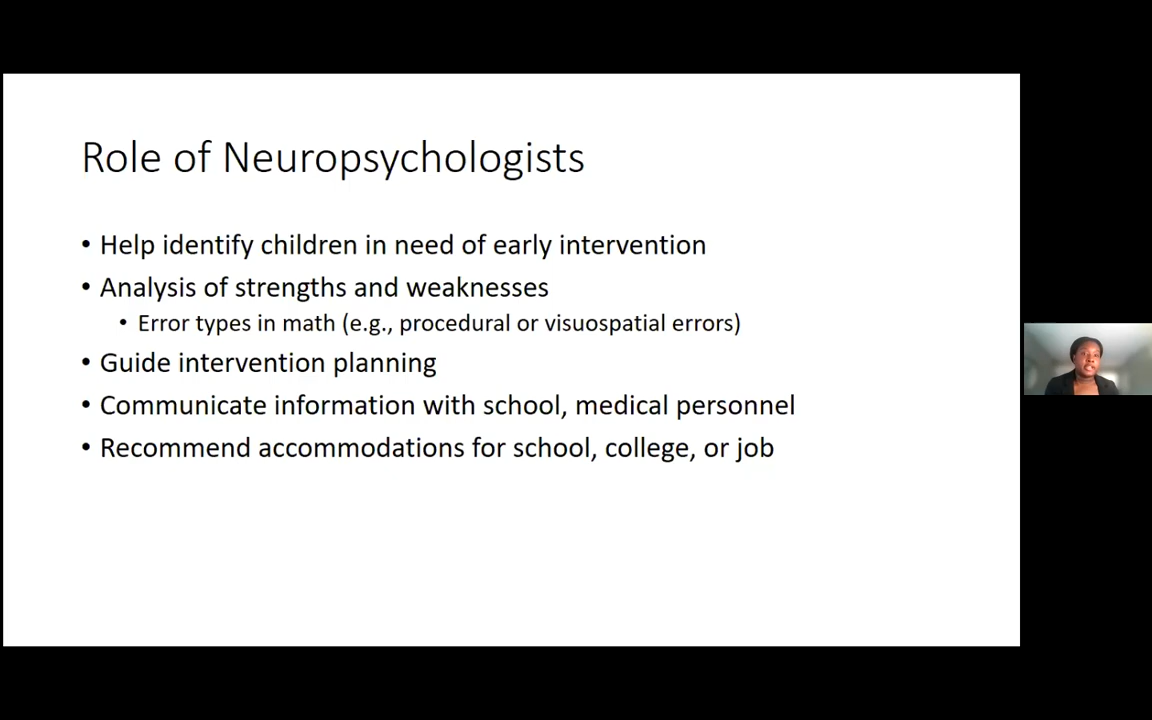 Role of Neuropsychologists
• Help identify children in need of early intervention
• Analysis of strengths and weaknesses
• Error types in math (e.g., procedural or visuospatial errors)
• Guide intervention planning
• Communicate information with school, medical personnel
• Recommend accommodations for school, college, or job